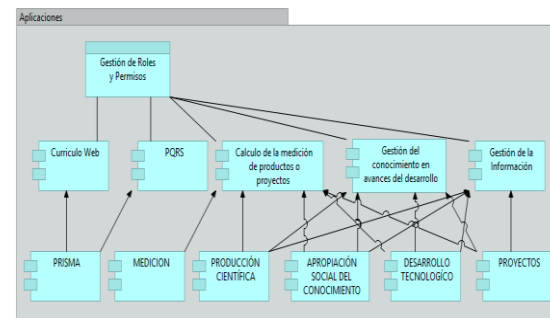 Aplicaciones
Gestión de Roles
y Permisos
Curriculo Web
PQRS
Calculo de la medición
de productos o
proyectos
Gestión del
conocimiento en
avances del desarrollo
Gestión de la
Información
PRISMA
MEDICION
PRODUCCIÓN
CIENTÍFICA
APROPIACIÓN
SOCIAL DEL
CONOCIMIENTO
DESARROLLO
TECNOLOGÍCO
PROYECTOS